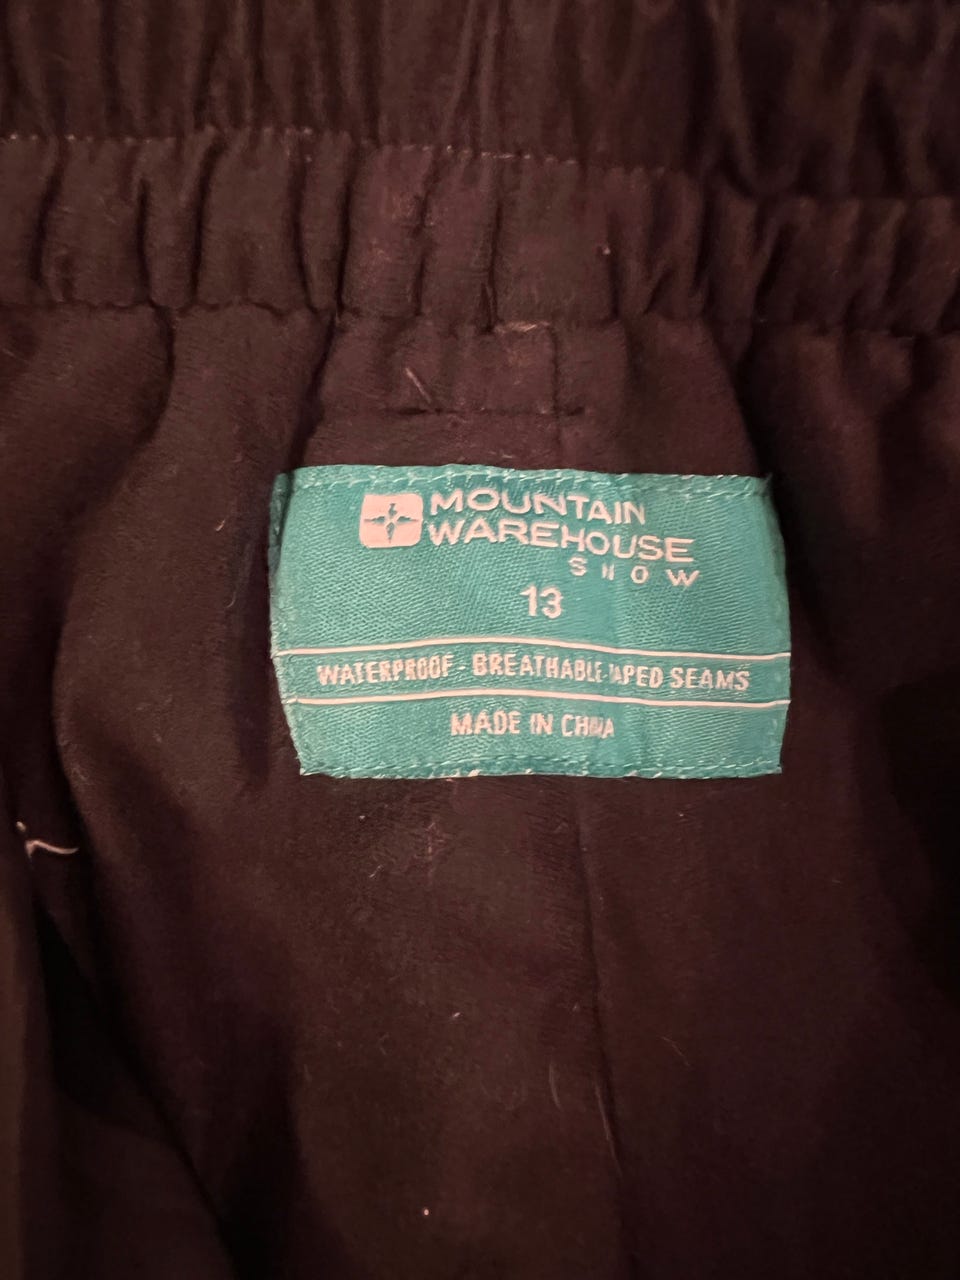 MOUNTAIN
WAREHOUSE
SNOW
13
WATERPROOF - BREATHABLE TAPED SEAMS
MADE IN CHINA